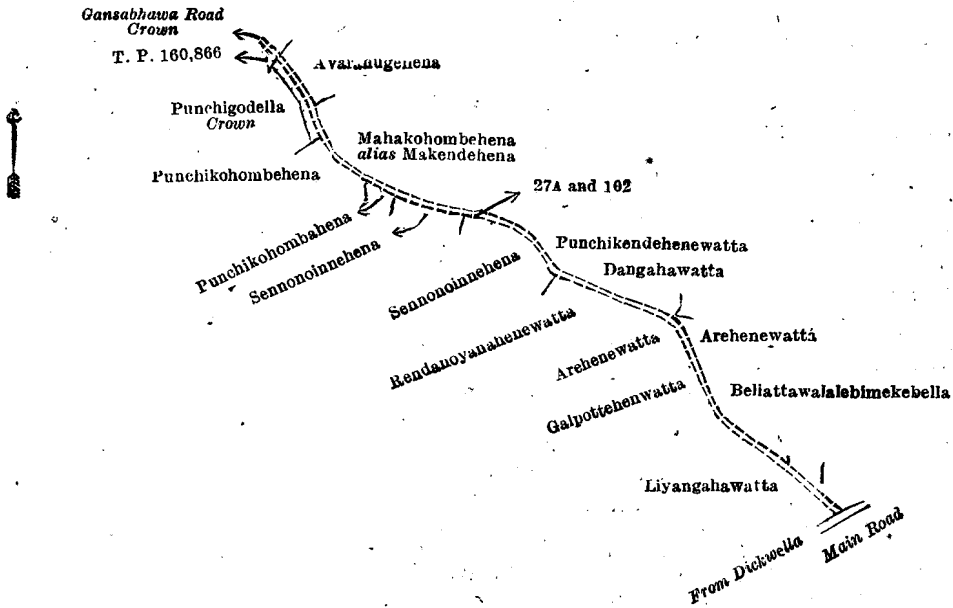 Gansabhawa Road
Crown
T. P. 160,866
Avarahugehena
Punchigodella
Crown
Mahakohombehena
alias Makendehena
Punchikohombehena
27A and 102
Punchikohombahena
Sennonoinnehena
Sennonoinnehena
Punchikendehenewatta
Dangahawatta
Rendanoyanahenewatta
Arehenewatta
Arehenewatta
Galpottehenwatta
Beliattawalalebimekebella
Liyangahawatta
From Dickwella
Main Road